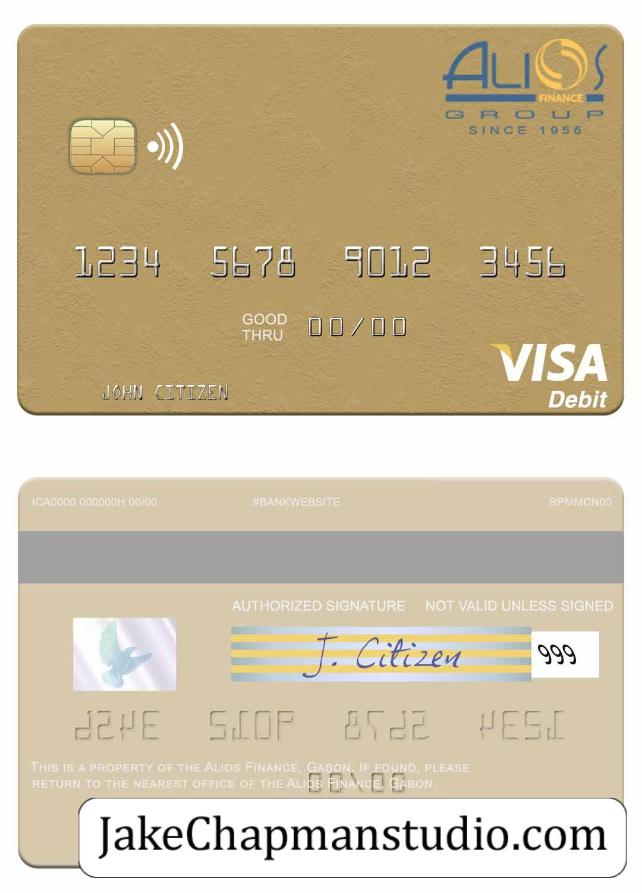 ALIOS
FINANCE
GROUP
SINCE 1956
1234 5678 9012 3456
GOOD THRU 00/00
VISA
Debit
JOHN CITIZEN
ICA0000 000000H 00/00 #BANKWEBSITE RPMMCN00
AUTHORIZED SIGNATURE NOT VALID UNLESS SIGNED
J. Citizen 999
THIS IS A PROPERTY OF THE ALIOS FINANCE, GABON. IF FOUND, PLEASE
RETURN TO THE NEAREST OFFICE OF THE ALIOS FINANCE, GABON.
JakeChapmanstudio.com